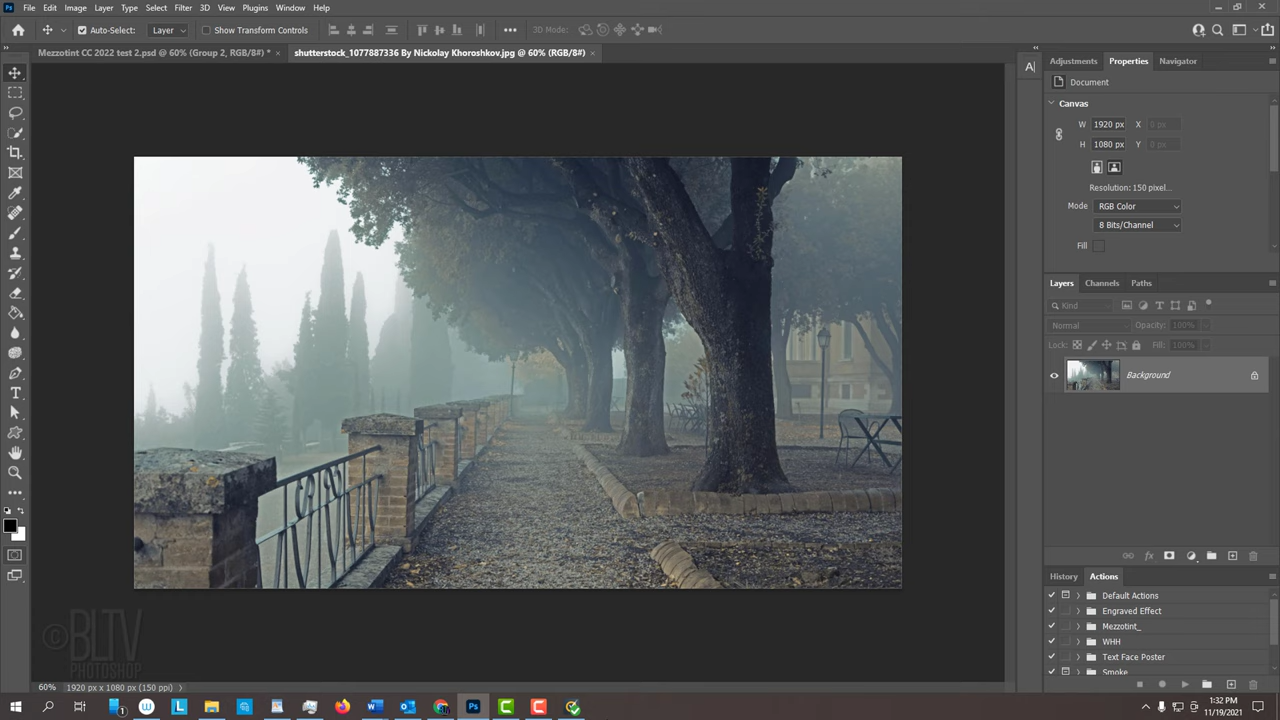 File Edit Image Layer Type Select Filter 3D View Plugins Window Help
Auto-Select: Layer Show Transform Controls 3D Mode:
Mezzotint CC 2022 test 2.psd @ 60% (Group 2, RGB/8#) * × shutterstock_1077887336 By Nickolay Khoroshkov.jpg @ 60% (RGB/8#) ×
Adjustments Properties Navigator
Document
Canvas
W 1920 px X 0 px
H 1080 px Y 0 px
Resolution: 150 pixel...
Mode RGB Color
8 Bits/Channel
Fill
Layers Channels Paths
Kind
Normal Opacity: 100%
Lock: Fill: 100%
Background
History Actions
Default Actions
Engraved Effect
Mezzotint_
WHH
Text Face Poster
Smoke
©BLTV
PHOTOSHOP
60% 1920 px x 1080 px (150 ppi)
1:32 PM
11/19/2021